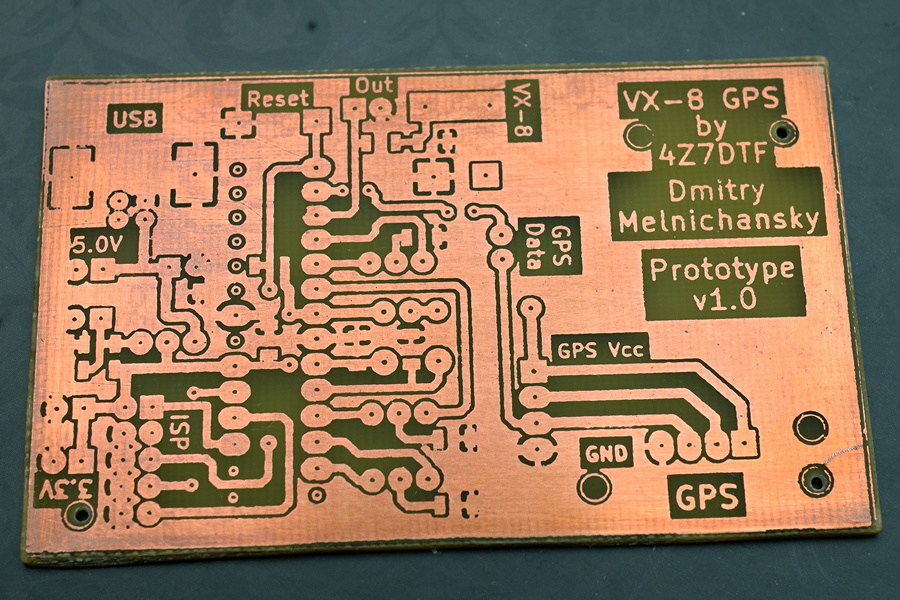 USB
Reset
Out
VX-8
VX-8 GPS
by
4Z7DTF
Dmitry
Melnichansky
Prototype
v1.0
5.0V
GPS
Data
GPS Vcc
ISP
3.3V
GND
GPS